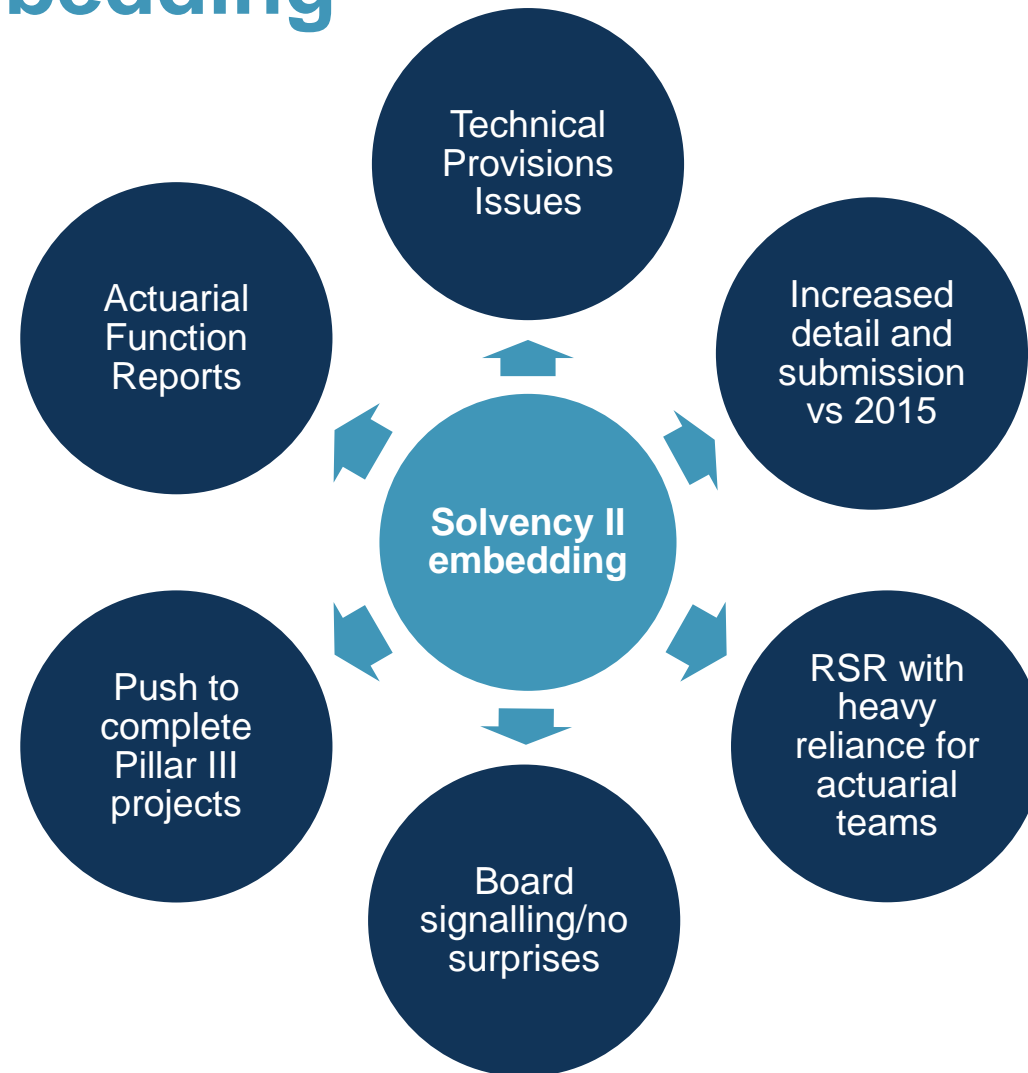 bedding
Technical
Provisions
Issues
Increased
detail and
submission
vs 2015
RSR with
heavy
reliance for
actuarial
teams
Board
signalling/no
surprises
Push to
complete
Pillar III
projects
Actuarial
Function
Reports
Solvency II
embedding